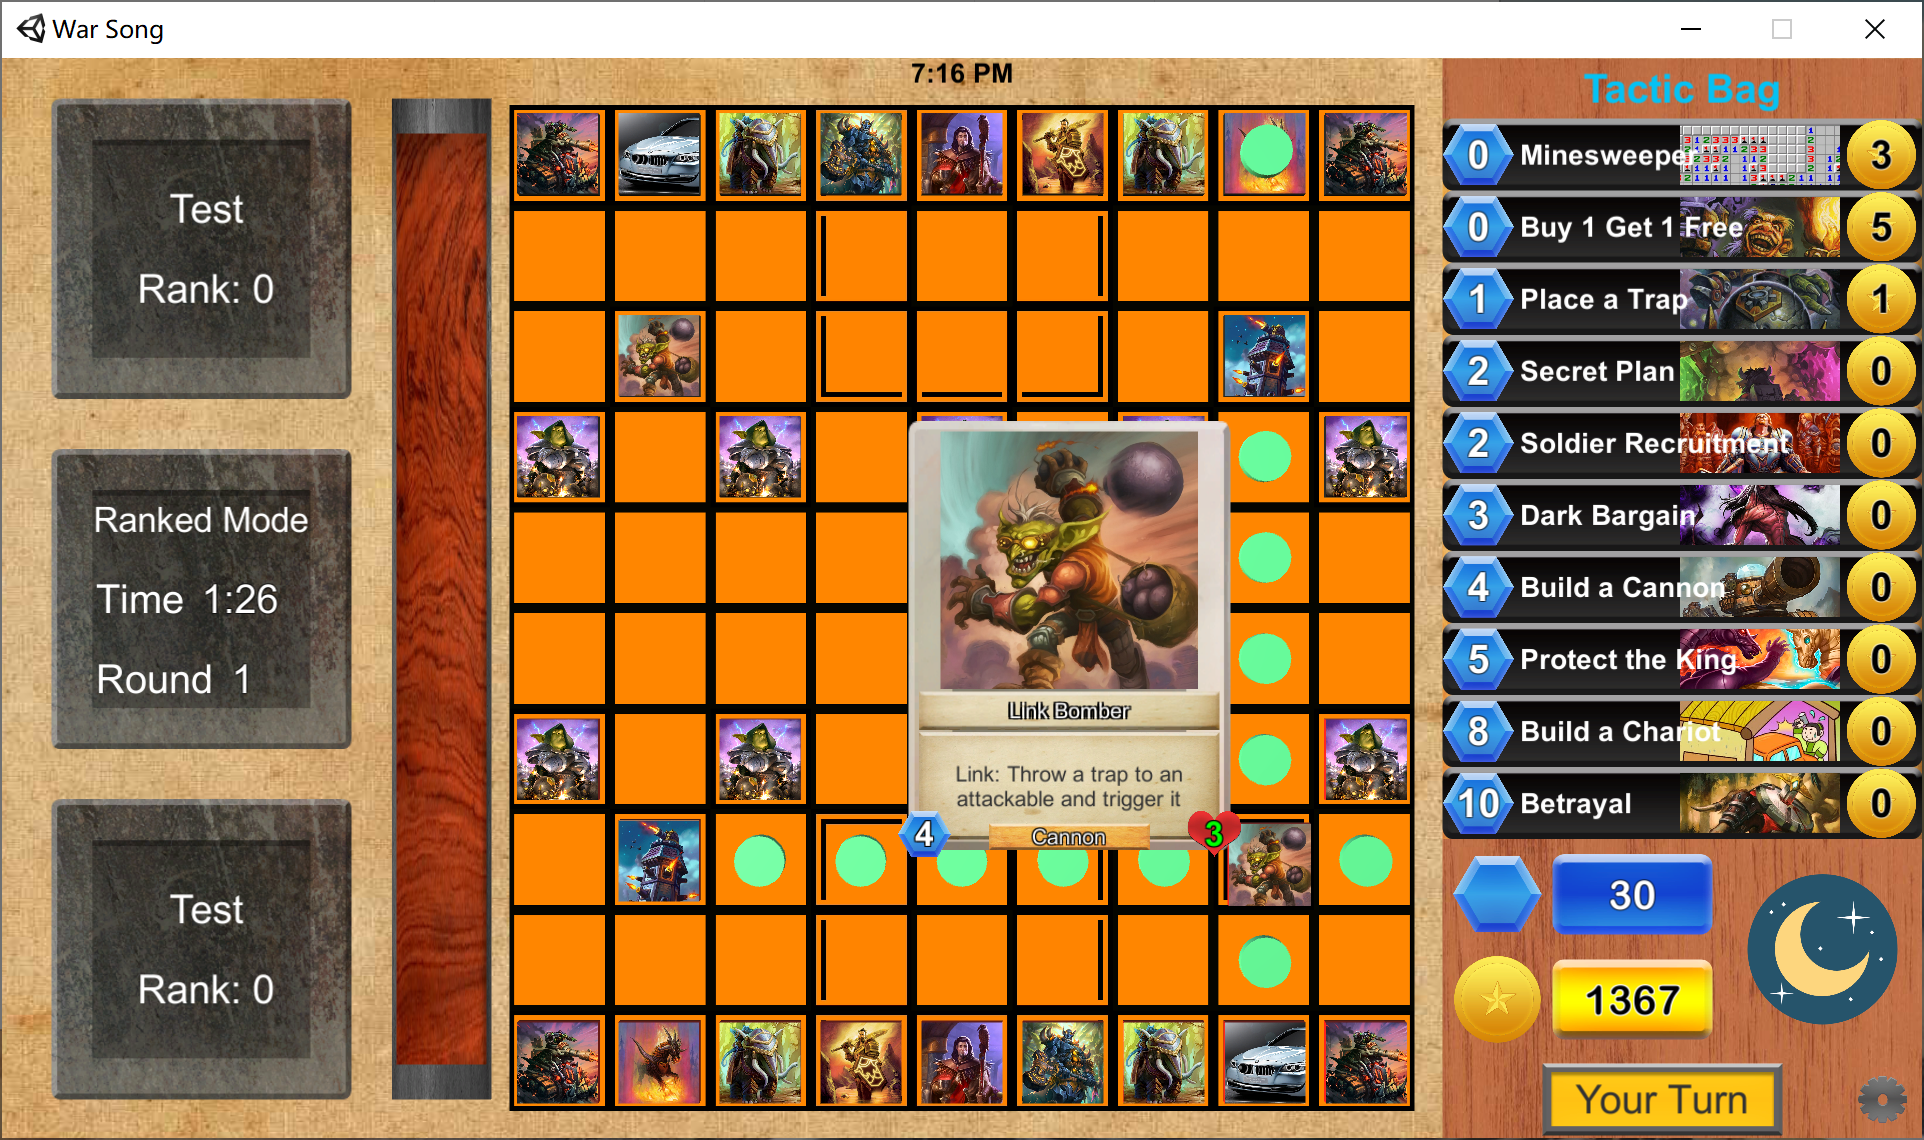 War Song
7:16 PM
Test
Rank: 0
Ranked Mode
Time 1:26
Round 1
Test
Rank: 0
Link Bomber
Link: Throw a trap to an
attackable and trigger it
4
Cannon
3
Tactic Bag
0 Minesweeper 3
0 Buy 1 Get 1 Free 5
1 Place a Trap 1
2 Secret Plan 0
2 Soldier Recruitment 0
3 Dark Bargain 0
4 Build a Cannon 0
5 Protect the King 0
8 Build a Chariot 0
10 Betrayal 0
30
1367
Your Turn